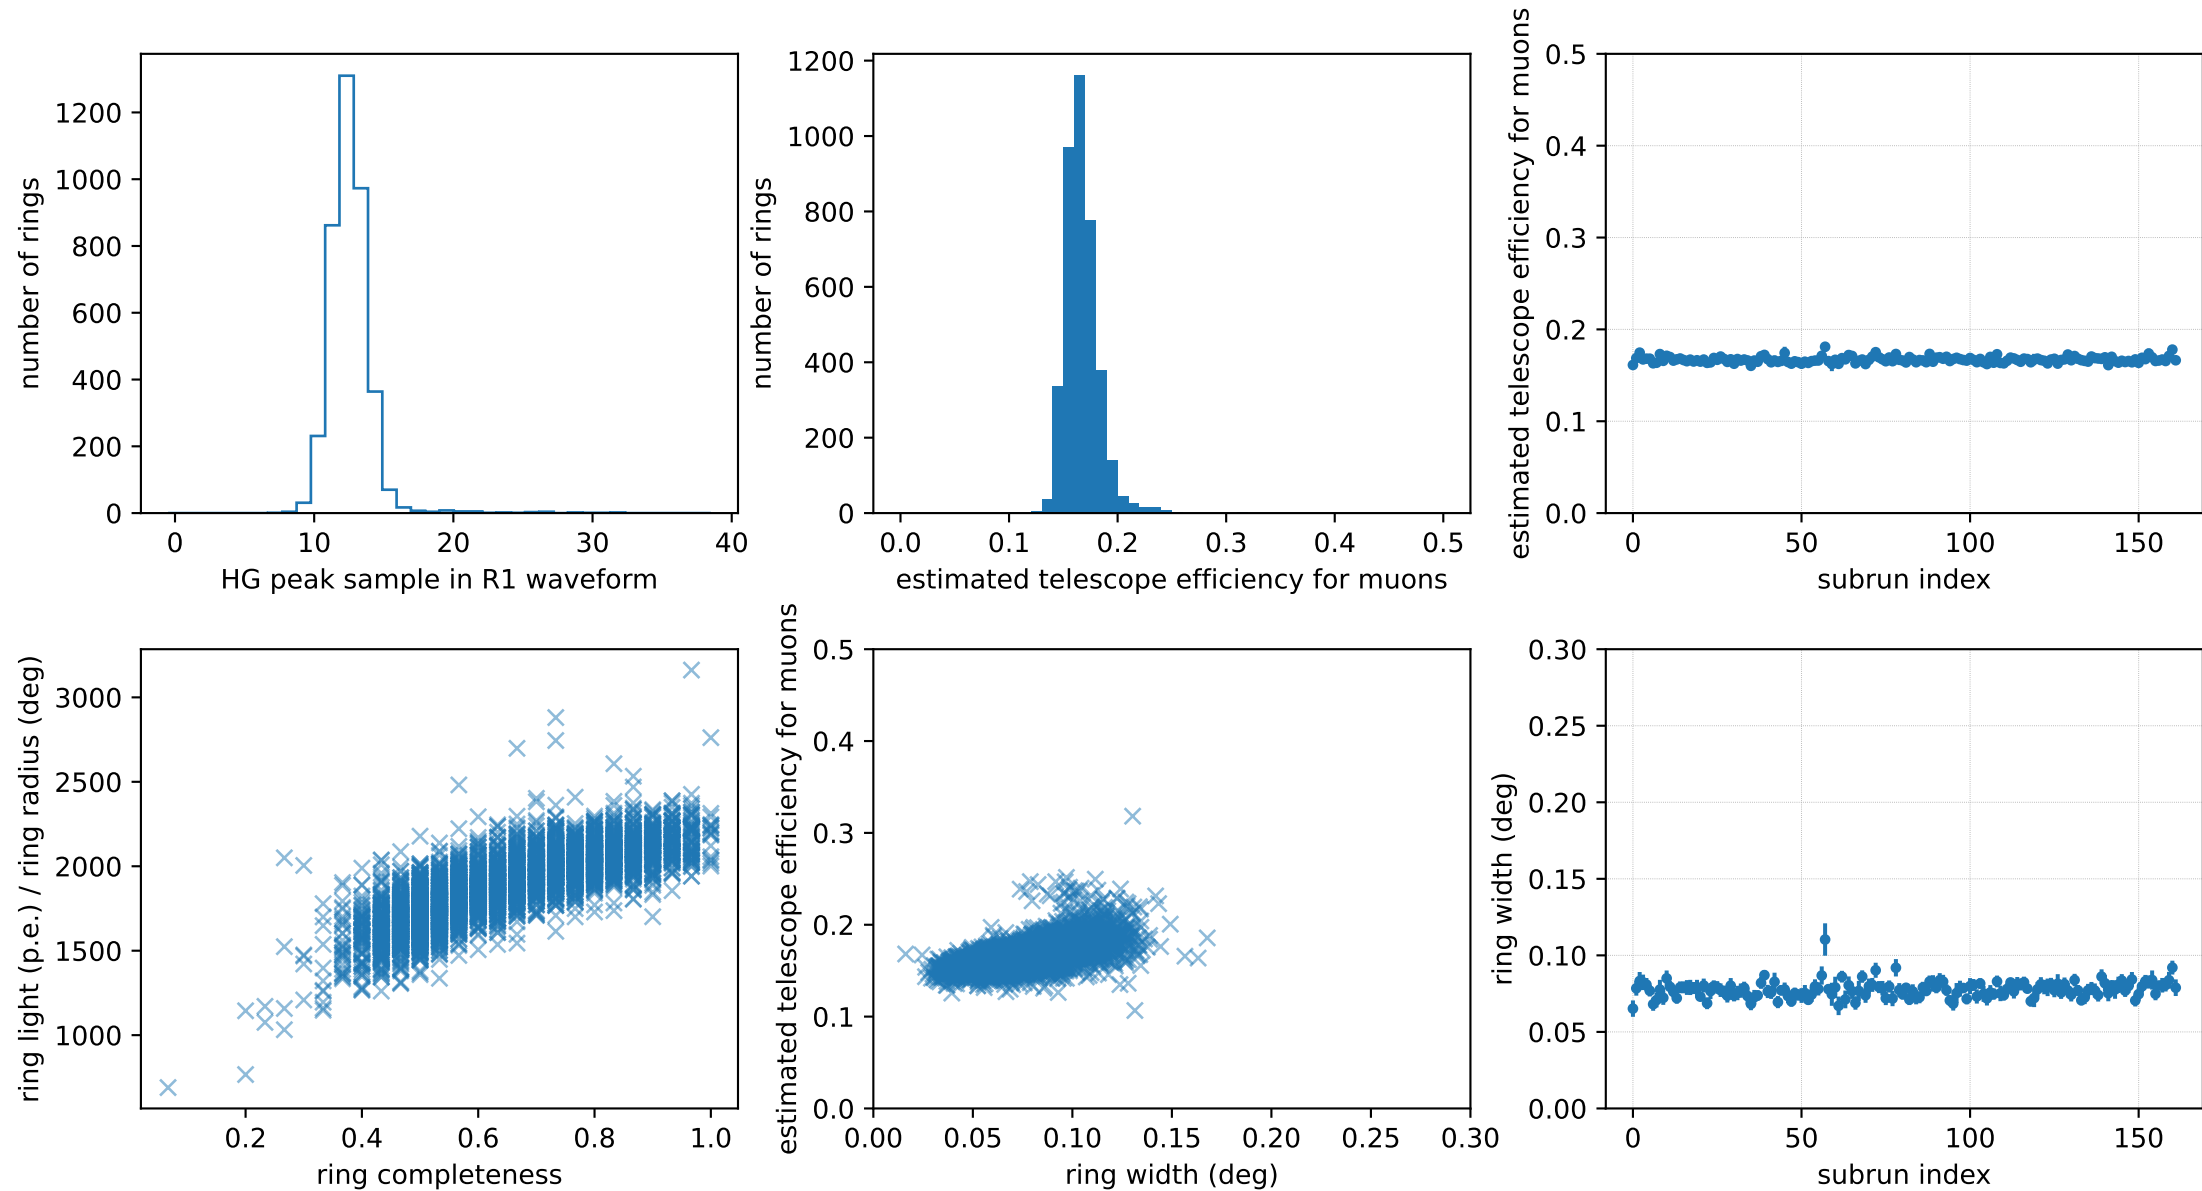 number of rings
1200
1000
800
600
400
200
0
0 10 20 30 40
HG peak sample in R1 waveform
number of rings
1200
1000
800
600
400
200
0
0.0 0.1 0.2 0.3 0.4 0.5
estimated telescope efficiency for muons
estimated telescope efficiency for muons
0.5
0.4
0.3
0.2
0.1
0.0
0 50 100 150
subrun index
ring light (p.e.) / ring radius (deg)
3000
2500
2000
1500
1000
0.2 0.4 0.6 0.8 1.0
ring completeness
estimated telescope efficiency for muons
0.5
0.4
0.3
0.2
0.1
0.0
0.00 0.05 0.10 0.15 0.20 0.25 0.30
ring width (deg)
ring width (deg)
0.30
0.25
0.20
0.15
0.10
0.05
0.00
0 50 100 150
subrun index